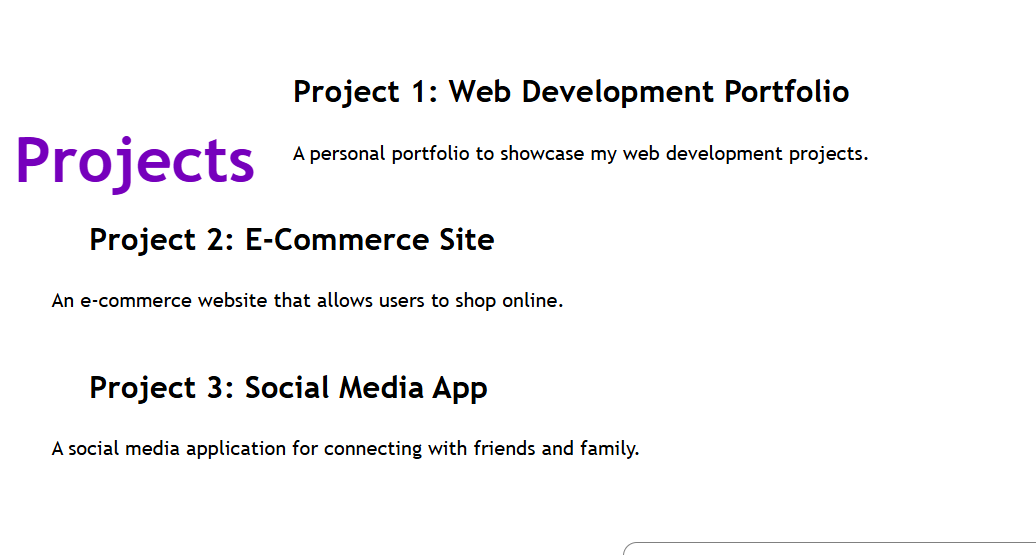 Projects
Project 1: Web Development Portfolio
A personal portfolio to showcase my web development projects.
Project 2: E-Commerce Site
An e-commerce website that allows users to shop online.
Project 3: Social Media App
A social media application for connecting with friends and family.